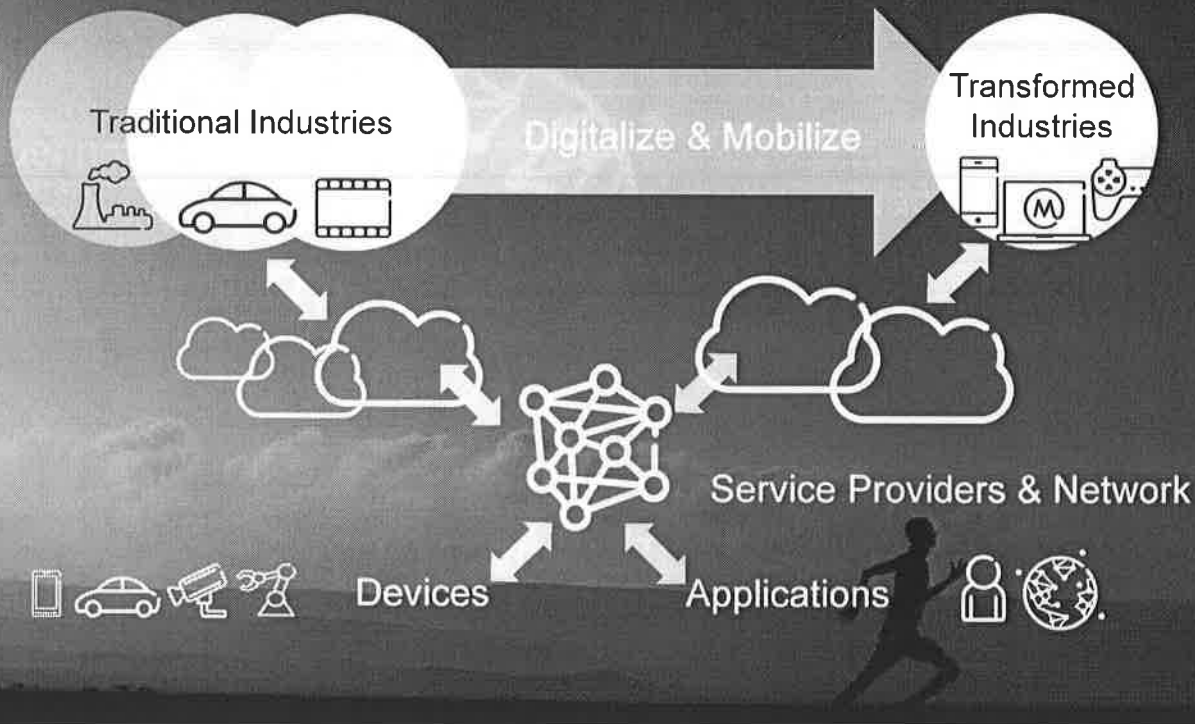 Traditional Industries
Digitalize & Mobilize
Transformed
Industries
M
Service Providers & Network
Devices
Applications